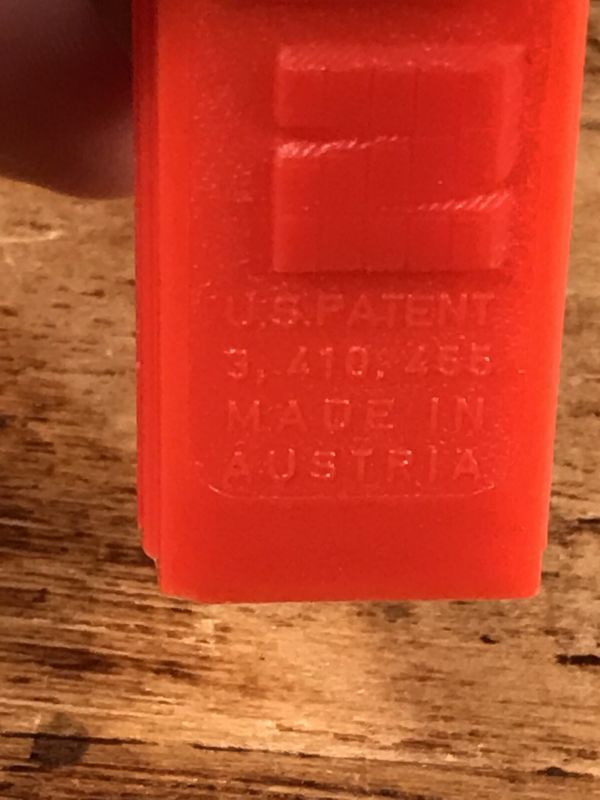 Z
U.S.PATENT
3, 410, 455
MADE IN
AUSTRIA